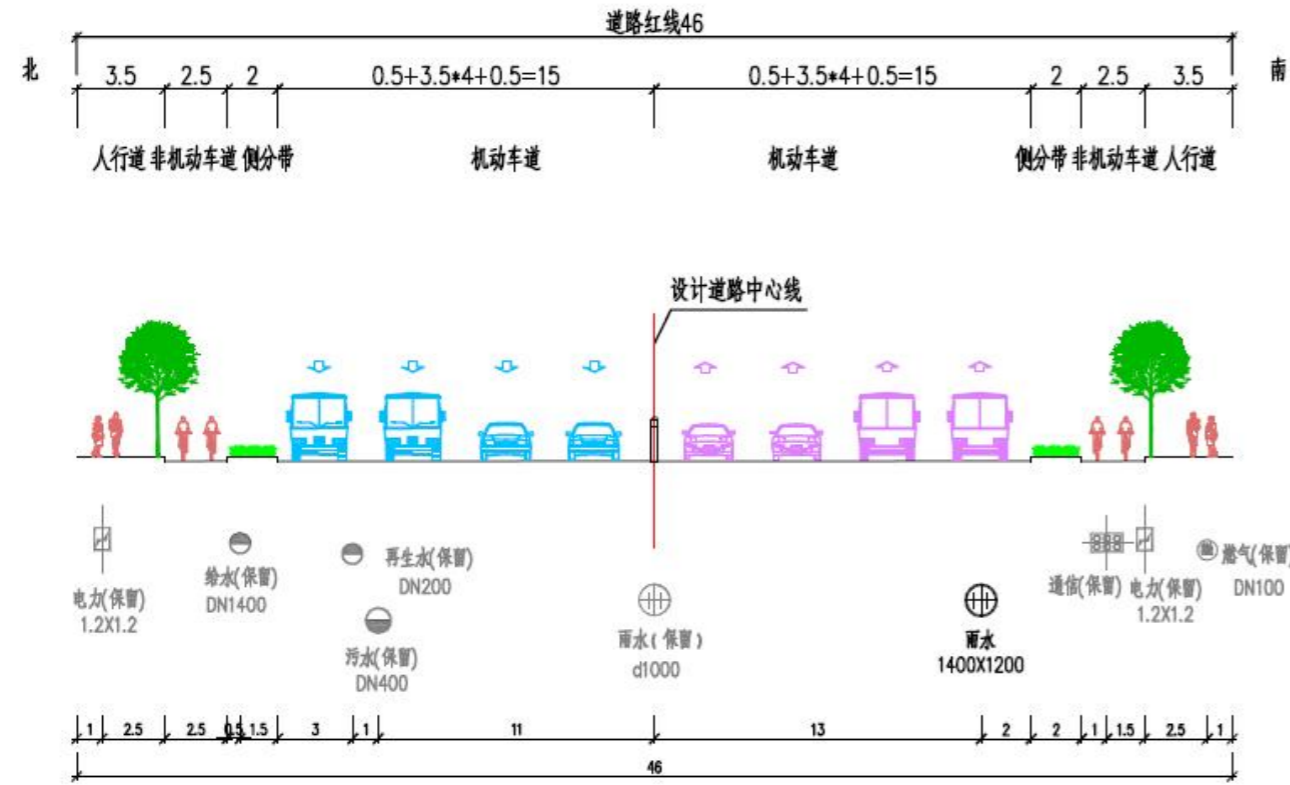 道路红线46
北
3.5
2.5
2
0.5+3.5*4+0.5=15
0.5+3.5*4+0.5=15
2
2.5
3.5
南
人行道
非机动车道
侧分带
机动车道
机动车道
侧分带
非机动车道
人行道
设计道路中心线
电力(保留)
1.2X1.2
给水(保留)
DN1400
再生水(保留)
DN200
污水(保留)
DN400
雨水(保留)
d1000
雨水
1400X1200
通信(保留)
电力(保留)
1.2X1.2
燃气(保留)
DN100
1
2.5
2.5
0.5
1.5
3
1
11
13
2
2
1
1.5
2.5
1
46